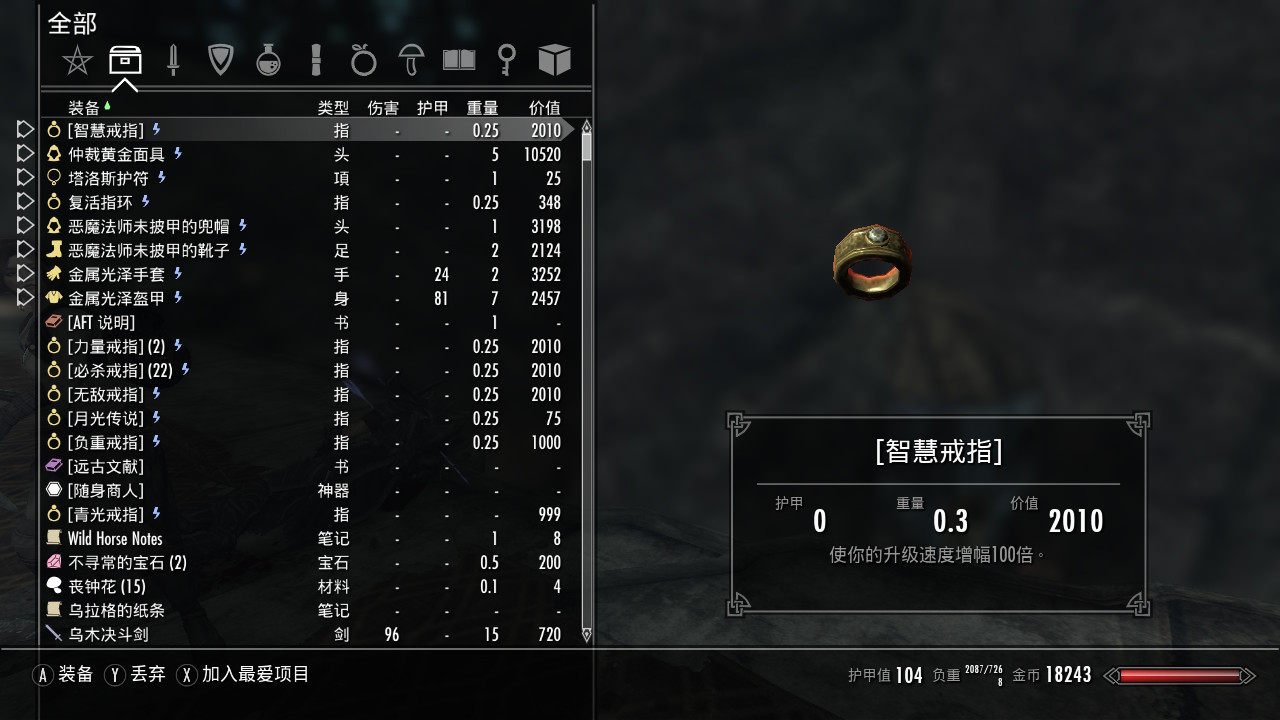 全部
装备 类型 伤害 护甲 重量 价值
[智慧戒指] 指 - - 0.25 2010
仲裁黄金面具 头 - - 5 10520
塔洛斯护符 項 - - 1 25
复活指环 指 - - 0.25 348
恶魔法师未披甲的兜帽 头 - - 1 3198
恶魔法师未披甲的靴子 足 - - 2 2124
金属光泽手套 手 - 24 2 3252
金属光泽盔甲 身 - 81 7 2457
[AFT 说明] 书 - - 1 -
[力量戒指] (2) 指 - - 0.25 2010
[必杀戒指] (22) 指 - - 0.25 2010
[无敌戒指] 指 - - 0.25 2010
[月光传说] 指 - - 0.25 75
[负重戒指] 指 - - 0.25 1000
[远古文献] 书 - - - -
[随身商人] 神器 - - - -
[青光戒指] 指 - - - 999
Wild Horse Notes 笔记 - - 1 8
不寻常的宝石 (2) 宝石 - - 0.5 200
丧钟花 (15) 材料 - - 0.1 4
乌拉格的纸条 笔记 - - - -
乌木决斗剑 剑 96 - 15 720
[智慧戒指]
护甲 0 重量 0.3 价值 2010
使你的升级速度增幅100倍。
A 装备 Y 丢弃 X 加入最爱项目
护甲值 104 负重 2087/7268 金币 18243